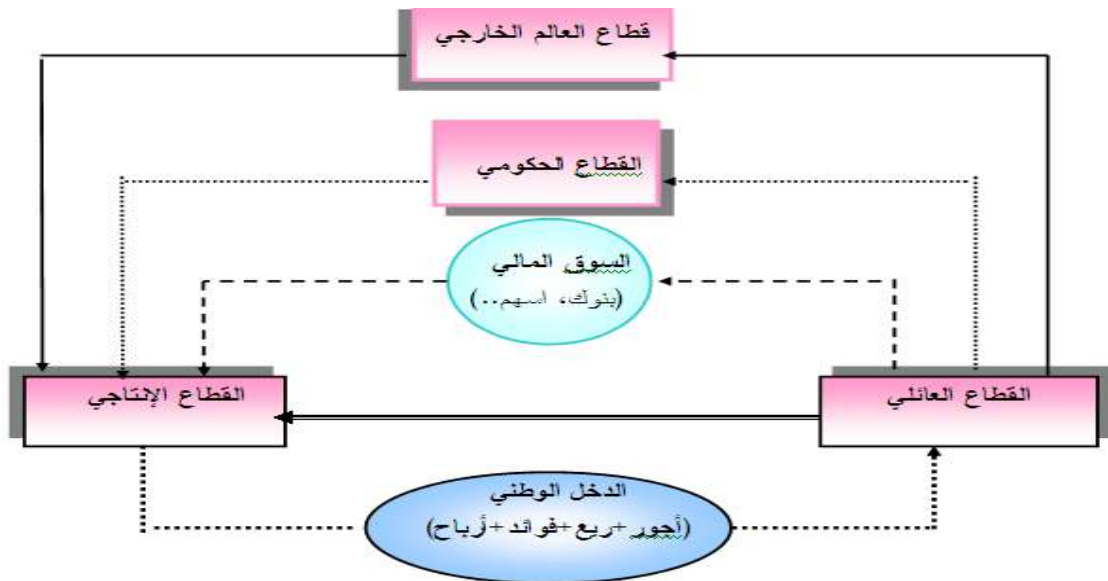 قطاع العالم الخارجي
القطاع الحكومي
السوق المالي
(بنوك، اسهم..)
القطاع العائلي
القطاع الإنتاجي
الدخل الوطني
(أجور+ريع+فوائد+أرباح)